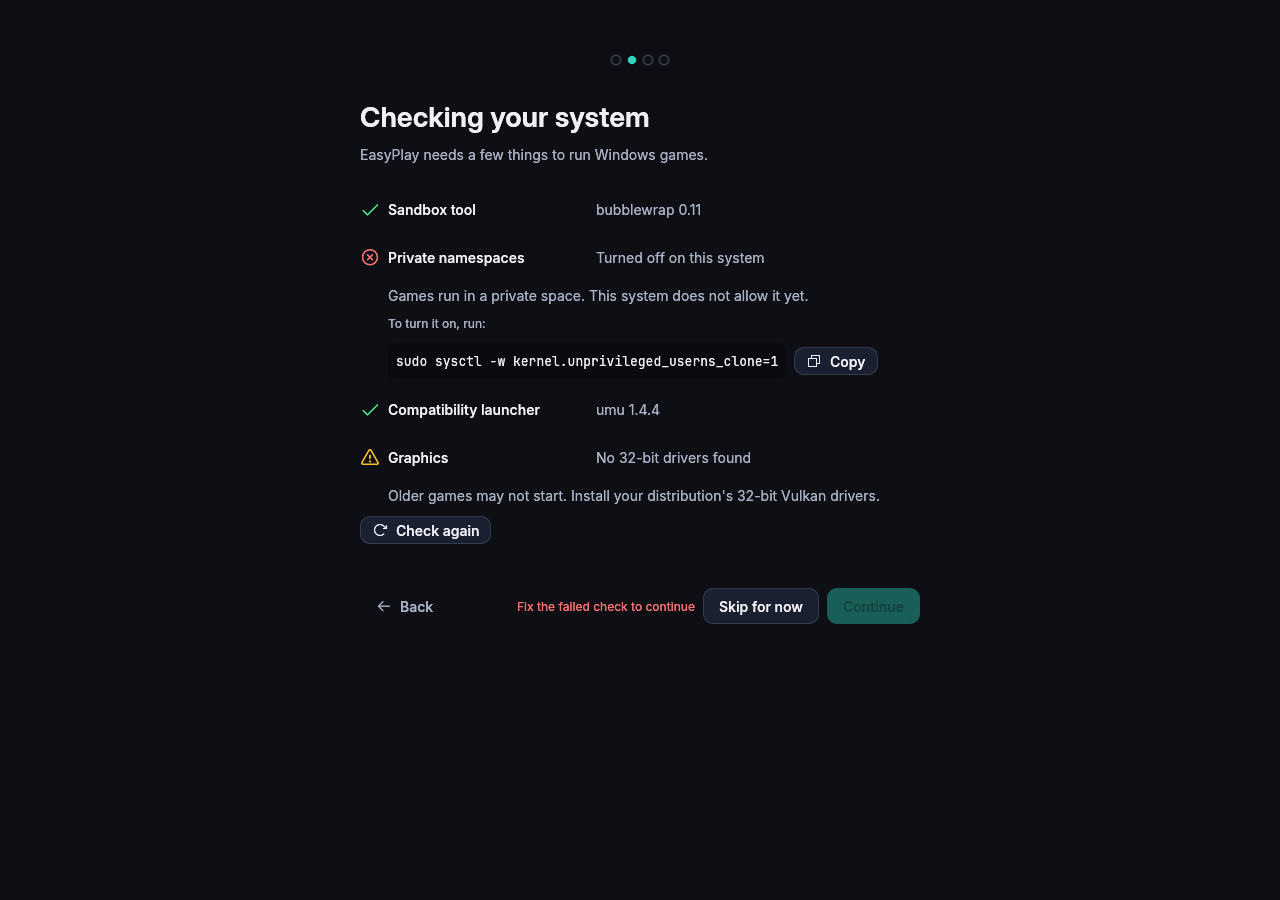 Checking your system
EasyPlay needs a few things to run Windows games.
Sandbox tool bubblewrap 0.11
Private namespaces Turned off on this system
Games run in a private space. This system does not allow it yet.
To turn it on, run:
sudo sysctl -w kernel.unprivileged_userns_clone=1 Copy
Compatibility launcher umu 1.4.4
Graphics No 32-bit drivers found
Older games may not start. Install your distribution's 32-bit Vulkan drivers.
Check again
Back Fix the failed check to continue Skip for now Continue